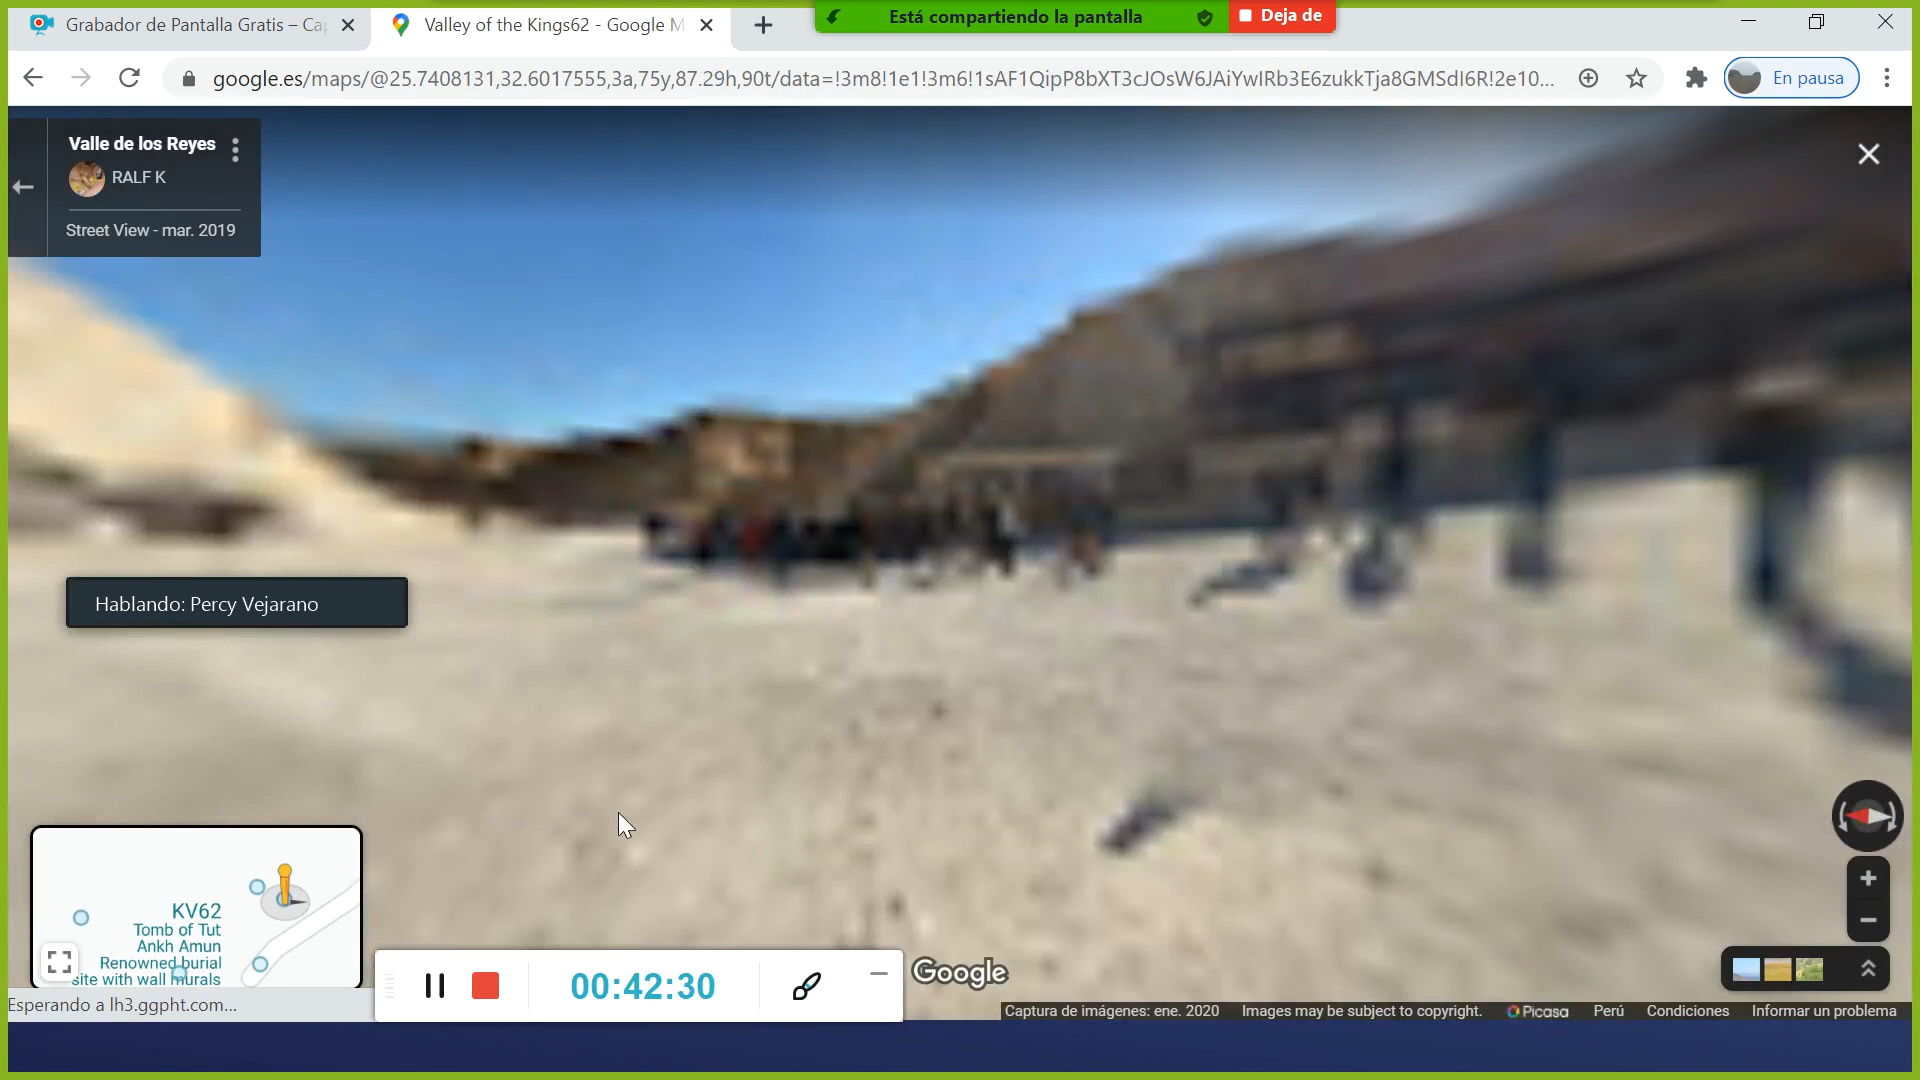 Está compartiendo la pantalla
Deja de
Grabador de Pantalla Gratis – Ca
Valley of the Kings62 - Google M
google.es/maps/@25.7408131,32.6017555,3a,75y,87.29h,90t/data=!3m8!1e1!3m6!1sAF1QipP8bXT3cJOsW6JAiYwIRb3E6zukkTja8GMSdI6R!2e10...
En pausa
Valle de los Reyes
RALF K
Street View - mar. 2019
Hablando: Percy Vejarano
KV62
Tomb of Tut
Ankh Amun
Renowned burial
site with wall murals
Esperando a lh3.ggpht.com...
00:42:30
Google
Captura de imágenes: ene. 2020 Images may be subject to copyright. Picasa Perú Condiciones Informar un problema